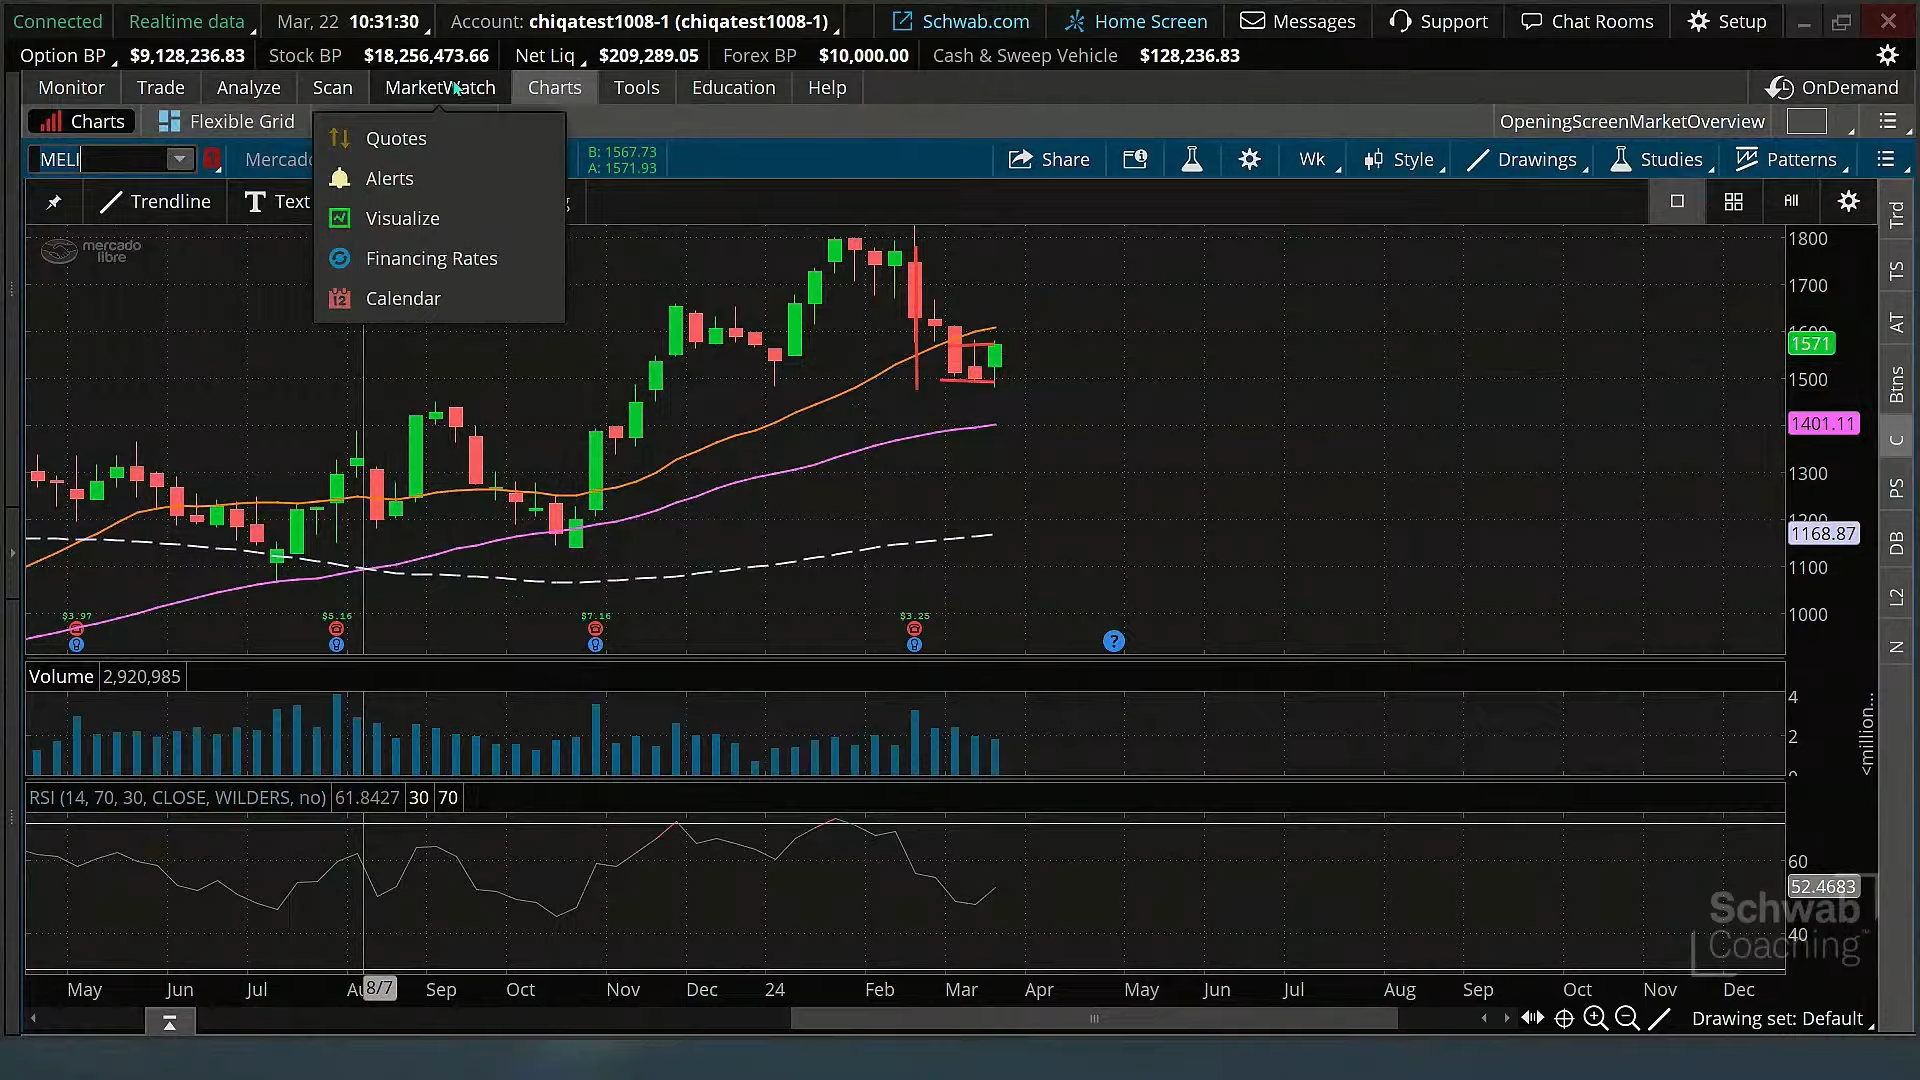 Connected Realtime data Mar, 22 10:31:30 Account: chiqatest1008-1 (chiqatest1008-1) Schwab.com Home Screen Messages Support Chat Rooms Setup
Option BP $9,128,236.83 Stock BP $18,256,473.66 Net Liq $209,289.05 Forex BP $10,000.00 Cash & Sweep Vehicle $128,236.83
Monitor Trade Analyze Scan MarketWatch Charts Tools Education Help OnDemand
Charts Flexible Grid OpeningScreenMarketOverview
Quotes
Alerts
Visualize
Financing Rates
Calendar
MELI 1 Mercado B: 1567.73 Share Wk Style Drawings Studies Patterns
A: 1571.93
Trendline Text All
mercado
libre
1800
1700
1600
1571
1500
1401.11
1300
1200
1168.87
1100
1000
$3.97 $5.16 $7.16 $3.25
?
Trd
TS
AT
Btns
C
PS
DB
L2
N
Volume 2,920,985
4
2
0
<million...
RSI (14, 70, 30, CLOSE, WILDERS, no) 61.8427 30 70
60
52.4683
40
Schwab
Coaching™
May Jun Jul Au 8/7 Sep Oct Nov Dec 24 Feb Mar Apr May Jun Jul Aug Sep Oct Nov Dec
Drawing set: Default